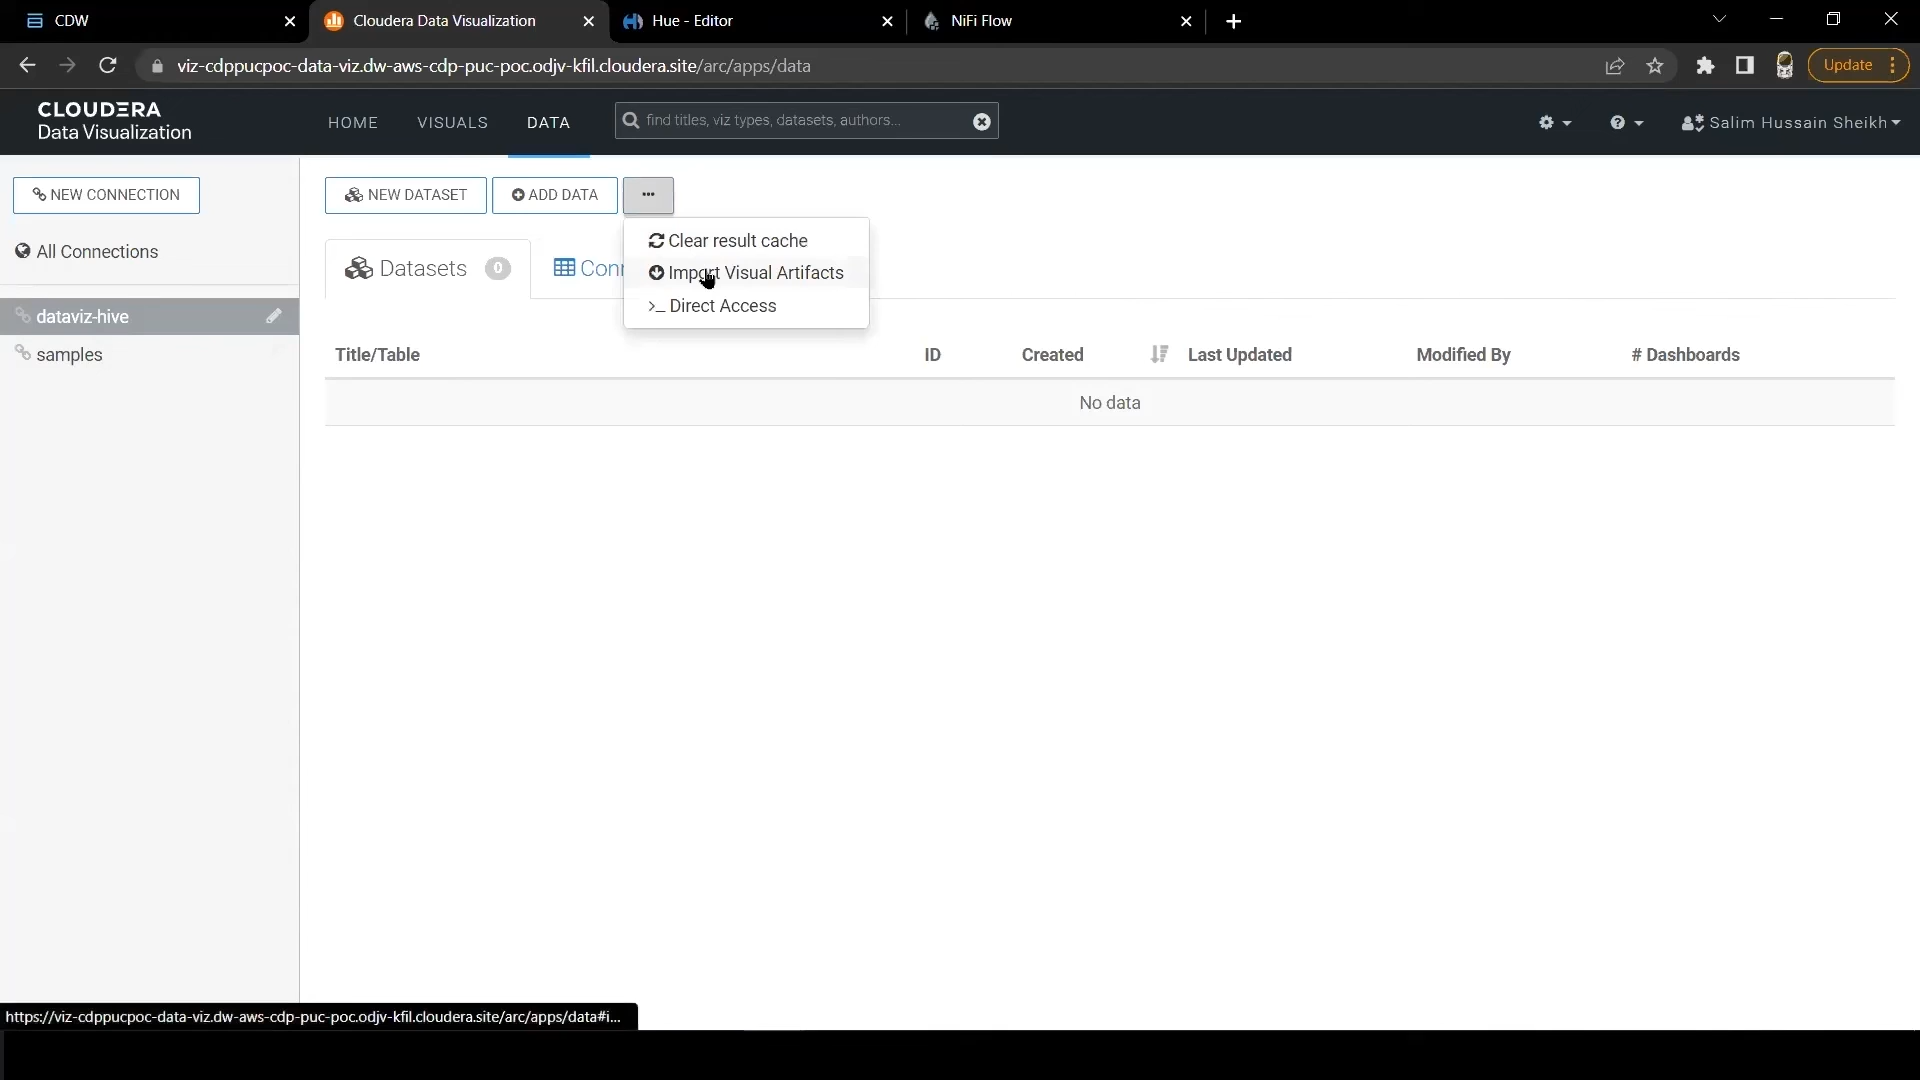 CDW
Cloudera Data Visualization
Hue - Editor
NiFi Flow
viz-cdppucpoc-data-viz.dw-aws-cdp-puc-poc.odjv-kfil.cloudera.site/arc/apps/data
Update
CLOUDERA
Data Visualization
HOME
VISUALS
DATA
find titles, viz types, datasets, authors...
Salim Hussain Sheikh
NEW CONNECTION
NEW DATASET
ADD DATA
All Connections
Clear result cache
Datasets 0
Conn
Import Visual Artifacts
Direct Access
dataviz-hive
samples
Title/Table
ID
Created
Last Updated
Modified By
# Dashboards
No data
https://viz-cdppucpoc-data-viz.dw-aws-cdp-puc-poc.odjv-kfil.cloudera.site/arc/apps/data#i...